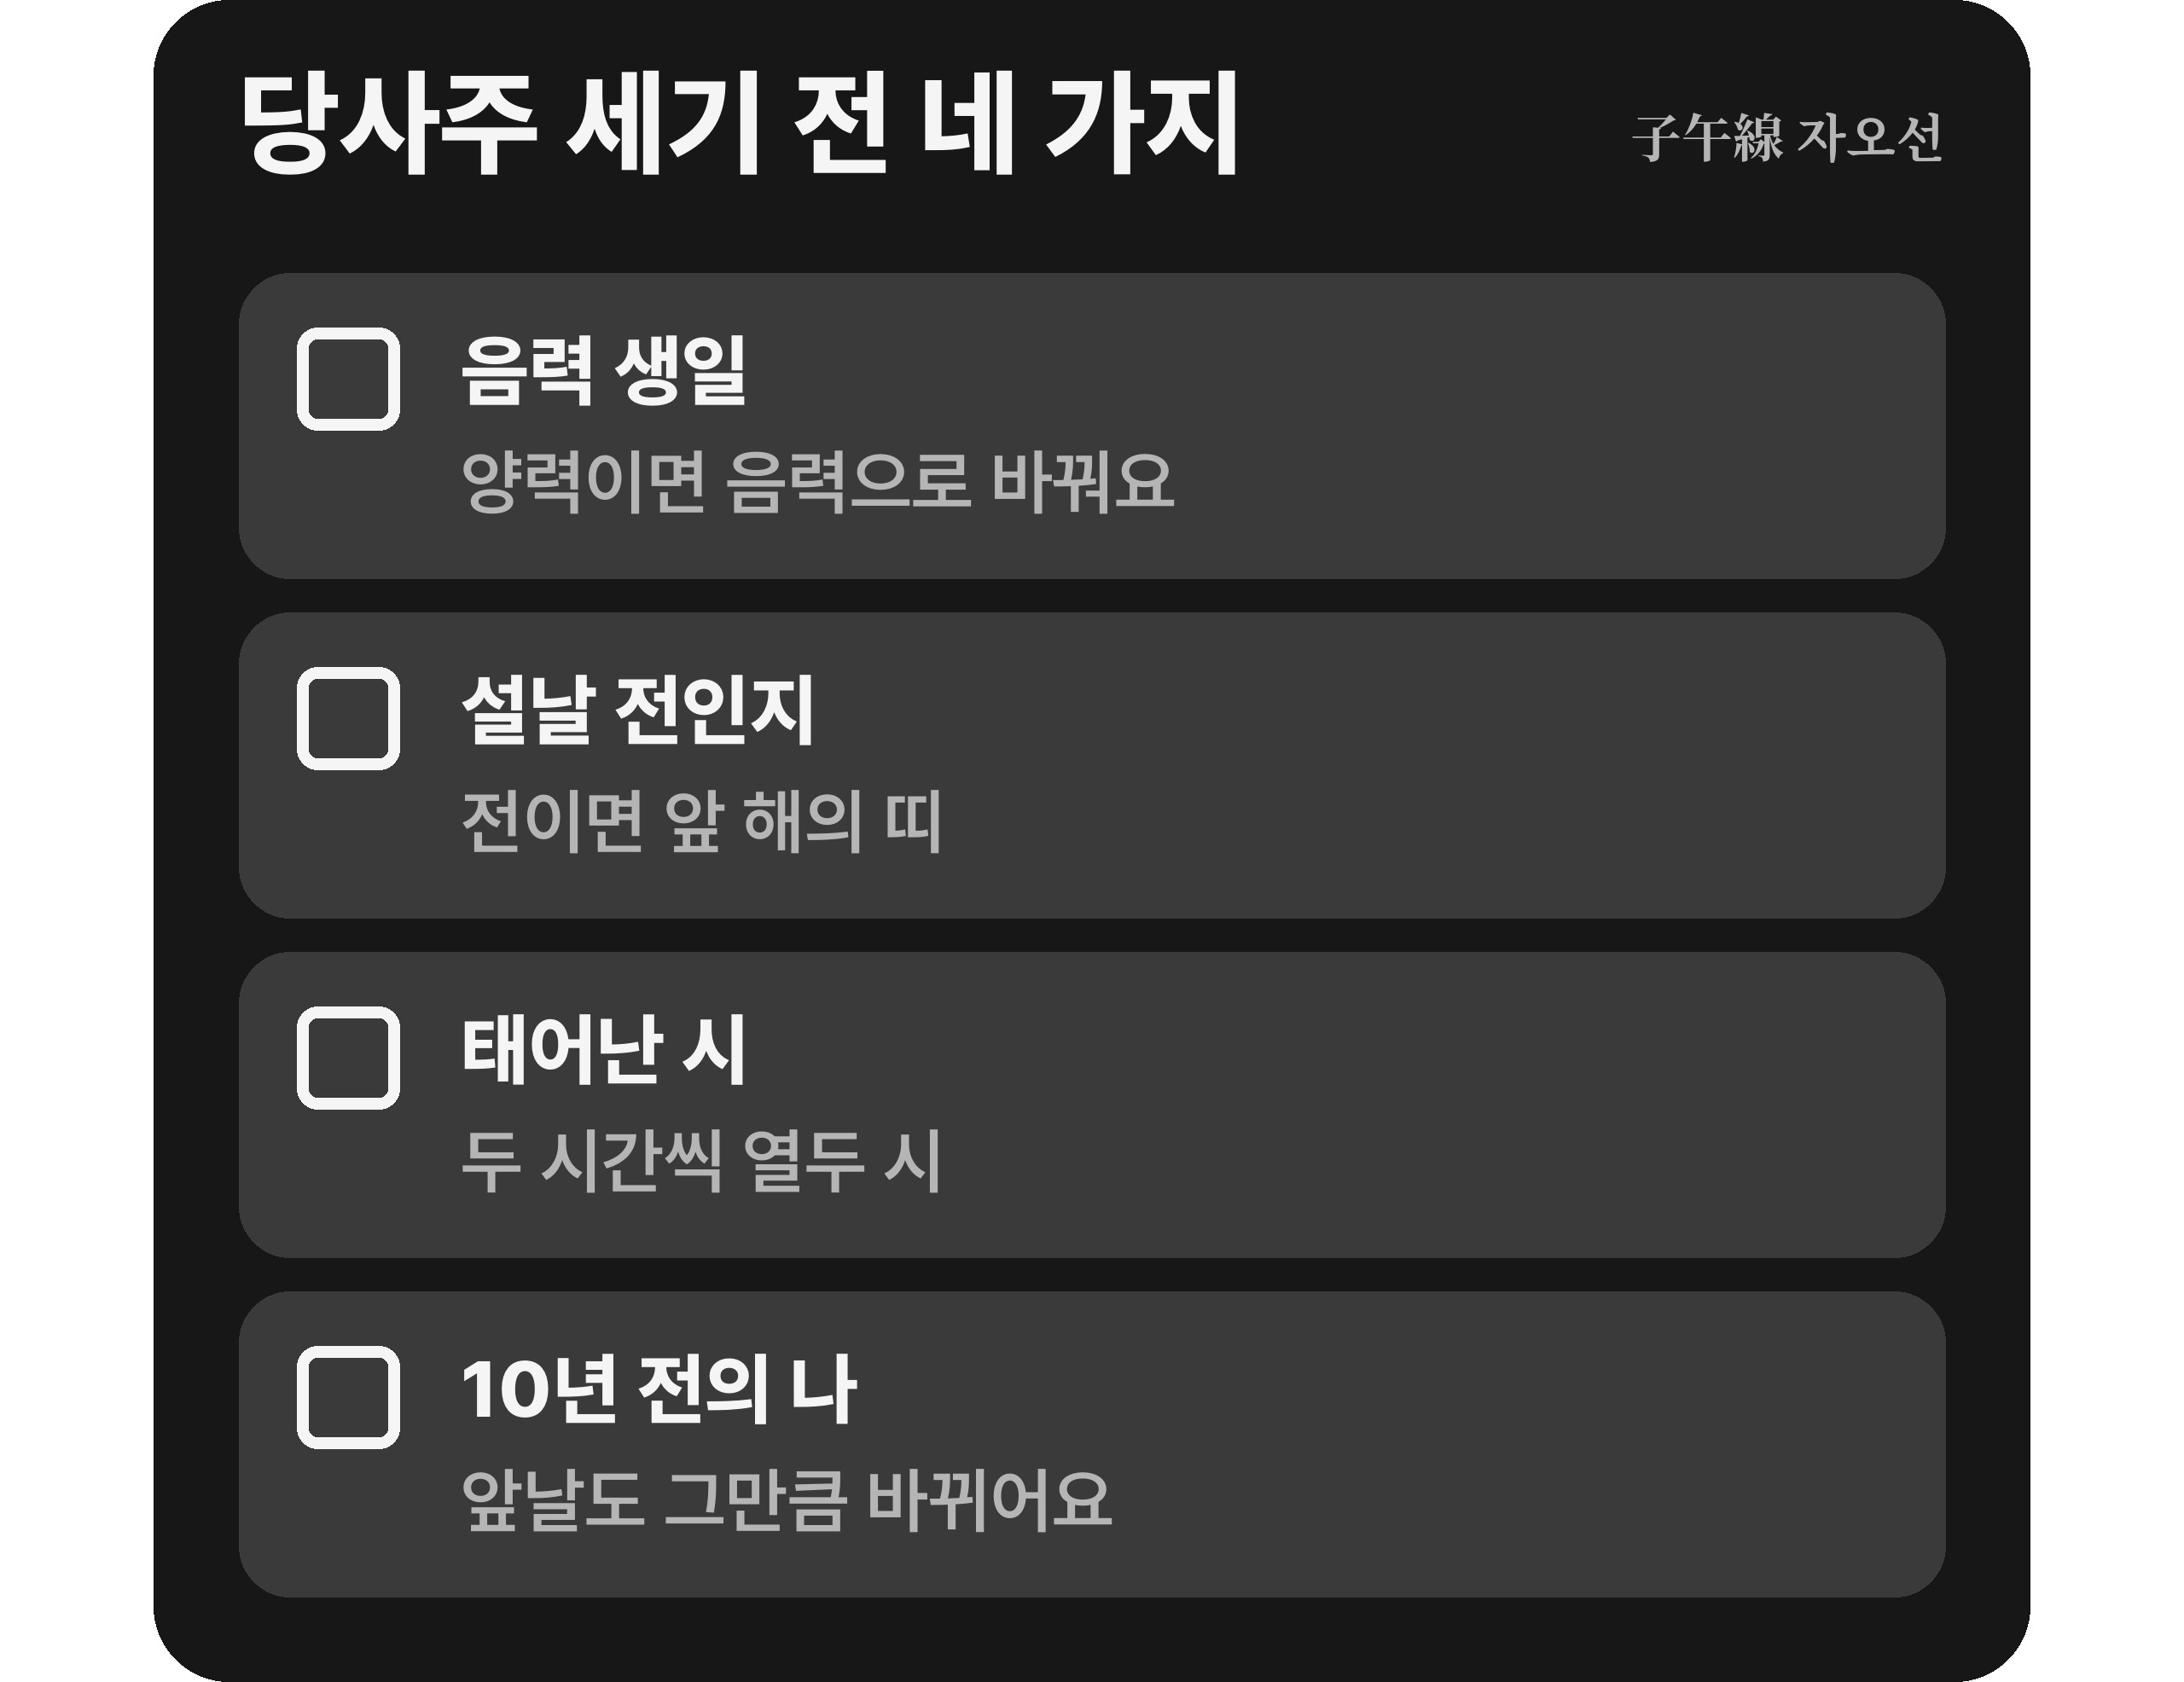 당사주 세기 전 네 가지
子午線자오선
음력 생일
양력이면 음력으로 바꿔요
설날 전인지
전이면 앞 해의 띠
태어난 시
두 시간씩 열두 시
10년 전의 나
앞날도 그만큼 바뀌어요